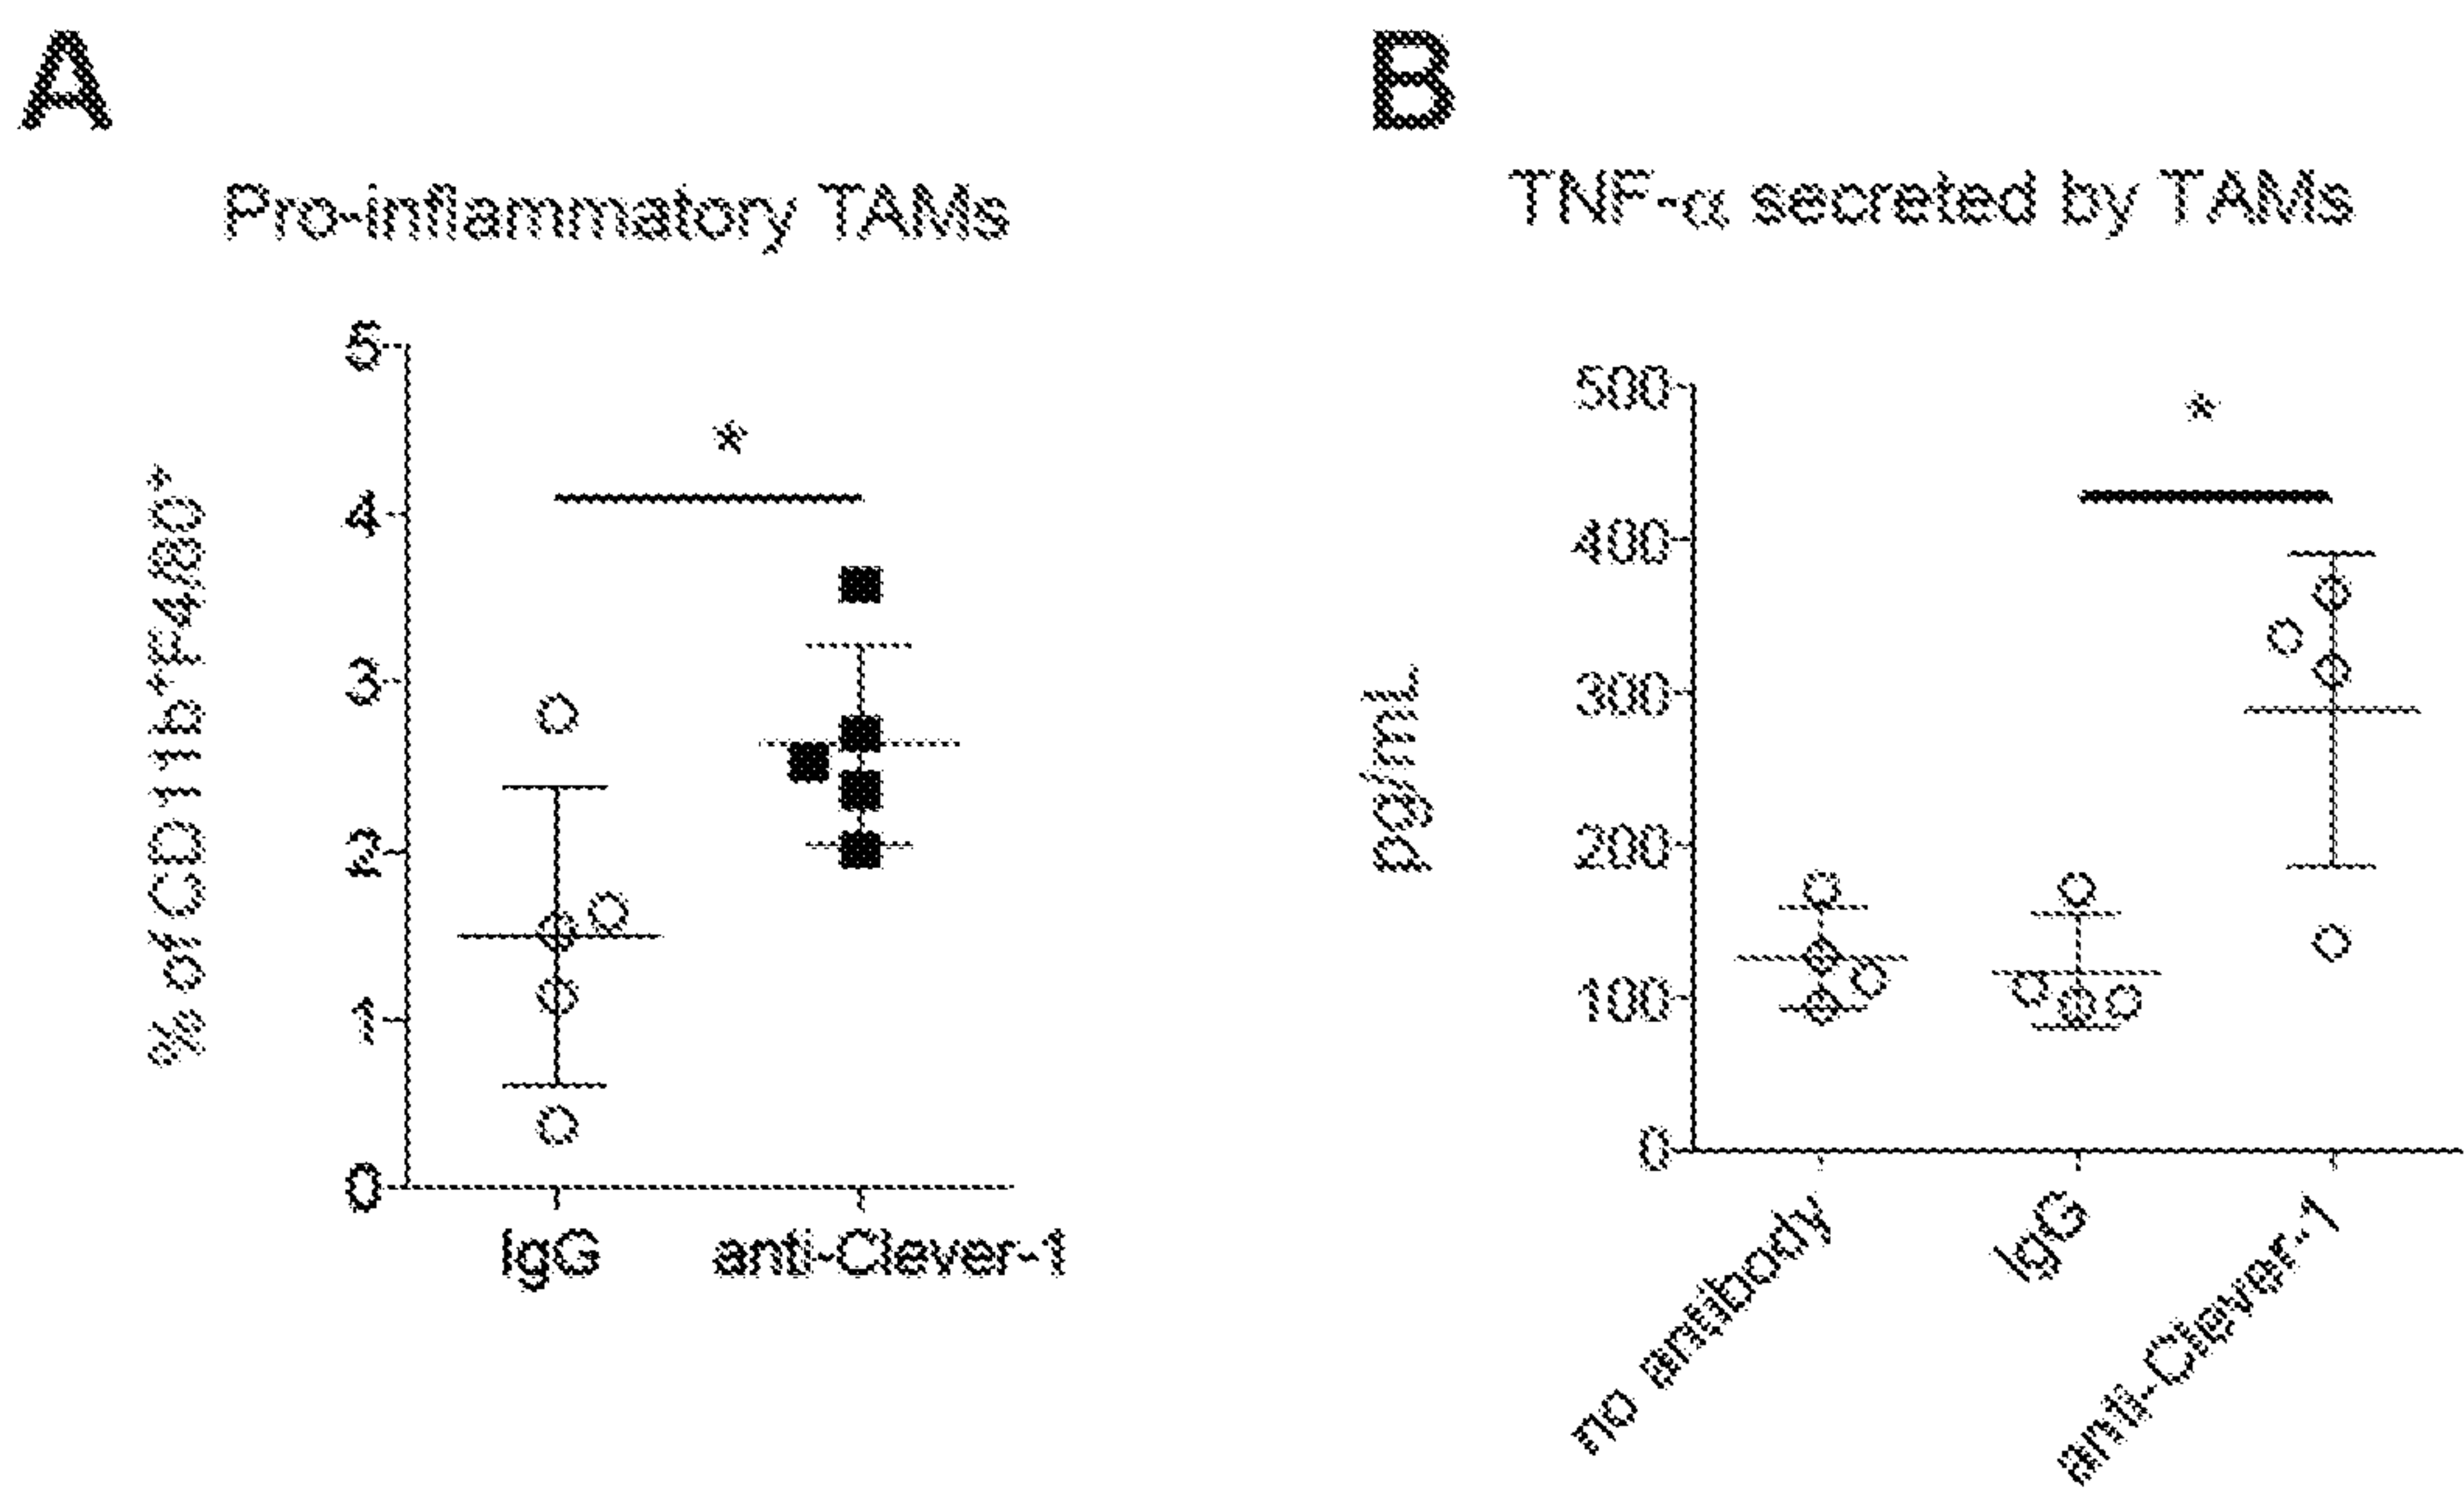 A
Pro-inflammatory TAMs
% of CD11b⁺F4/80⁺
5
4
3
2
1
0
*
IgG
anti-Clever-1
B
TNF-α secreted by TAMs
pg/mL
500
400
300
200
100
0
*
no antibody
IgG
anti-Clever-1